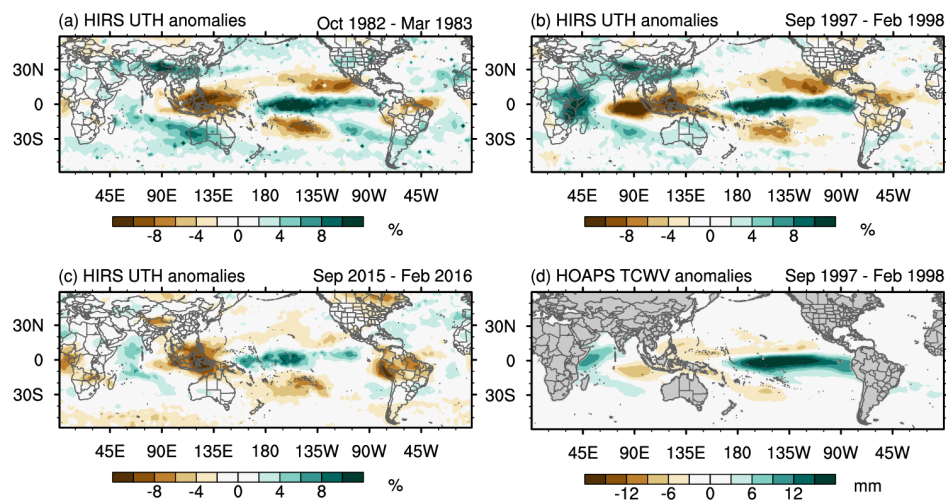 (a) HIRS UTH anomalies Oct 1982 - Mar 1983
30N
0
30S
45E 90E 135E 180 135W 90W 45W
-8 -4 0 4 8 %
(b) HIRS UTH anomalies Sep 1997 - Feb 1998
30N
0
30S
45E 90E 135E 180 135W 90W 45W
-8 -4 0 4 8 %
(c) HIRS UTH anomalies Sep 2015 - Feb 2016
30N
0
30S
45E 90E 135E 180 135W 90W 45W
-8 -4 0 4 8 %
(d) HOAPS TCWV anomalies Sep 1997 - Feb 1998
30N
0
30S
45E 90E 135E 180 135W 90W 45W
-12 -6 0 6 12 mm